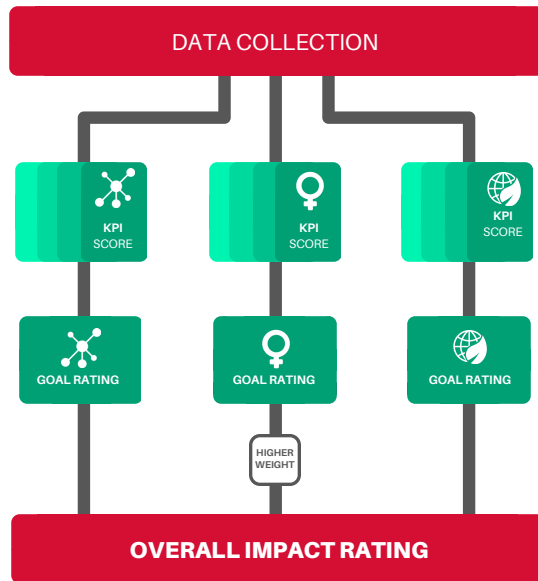 DATA COLLECTION
KPI
SCORE
KPI
SCORE
KPI
SCORE
GOAL RATING
GOAL RATING
GOAL RATING
HIGHER
WEIGHT
OVERALL IMPACT RATING